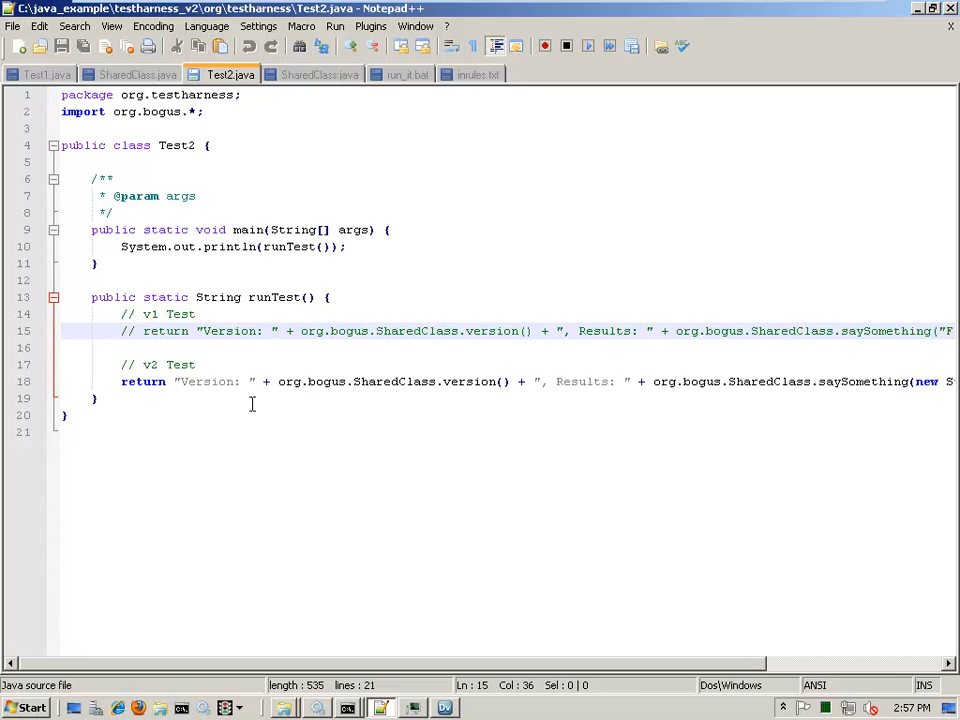 C:\java_example\testharness_v2\org\testharness\Test2.java - Notepad++
File Edit Search View Encoding Language Settings Macro Run Plugins Window ? X
Test1.java SharedClass.java Test2.java SharedClass.java run_it.bat inrules.txt
1 package org.testharness;
2 import org.bogus.*;
3
4 public class Test2 {
5
6 /**
7 * @param args
8 */
9 public static void main(String[] args) {
10 System.out.println(runTest());
11 }
12
13 public static String runTest() {
14 // v1 Test
15 // return "Version: " + org.bogus.SharedClass.version() + ", Results: " + org.bogus.SharedClass.saySomething("F
16
17 // v2 Test
18 return "Version: " + org.bogus.SharedClass.version() + ", Results: " + org.bogus.SharedClass.saySomething(new S
19 }
20 }
21
Java source file length : 535 lines : 21 Ln : 15 Col : 36 Sel : 0 | 0 Dos\Windows ANSI INS
Start Dv 2:57 PM